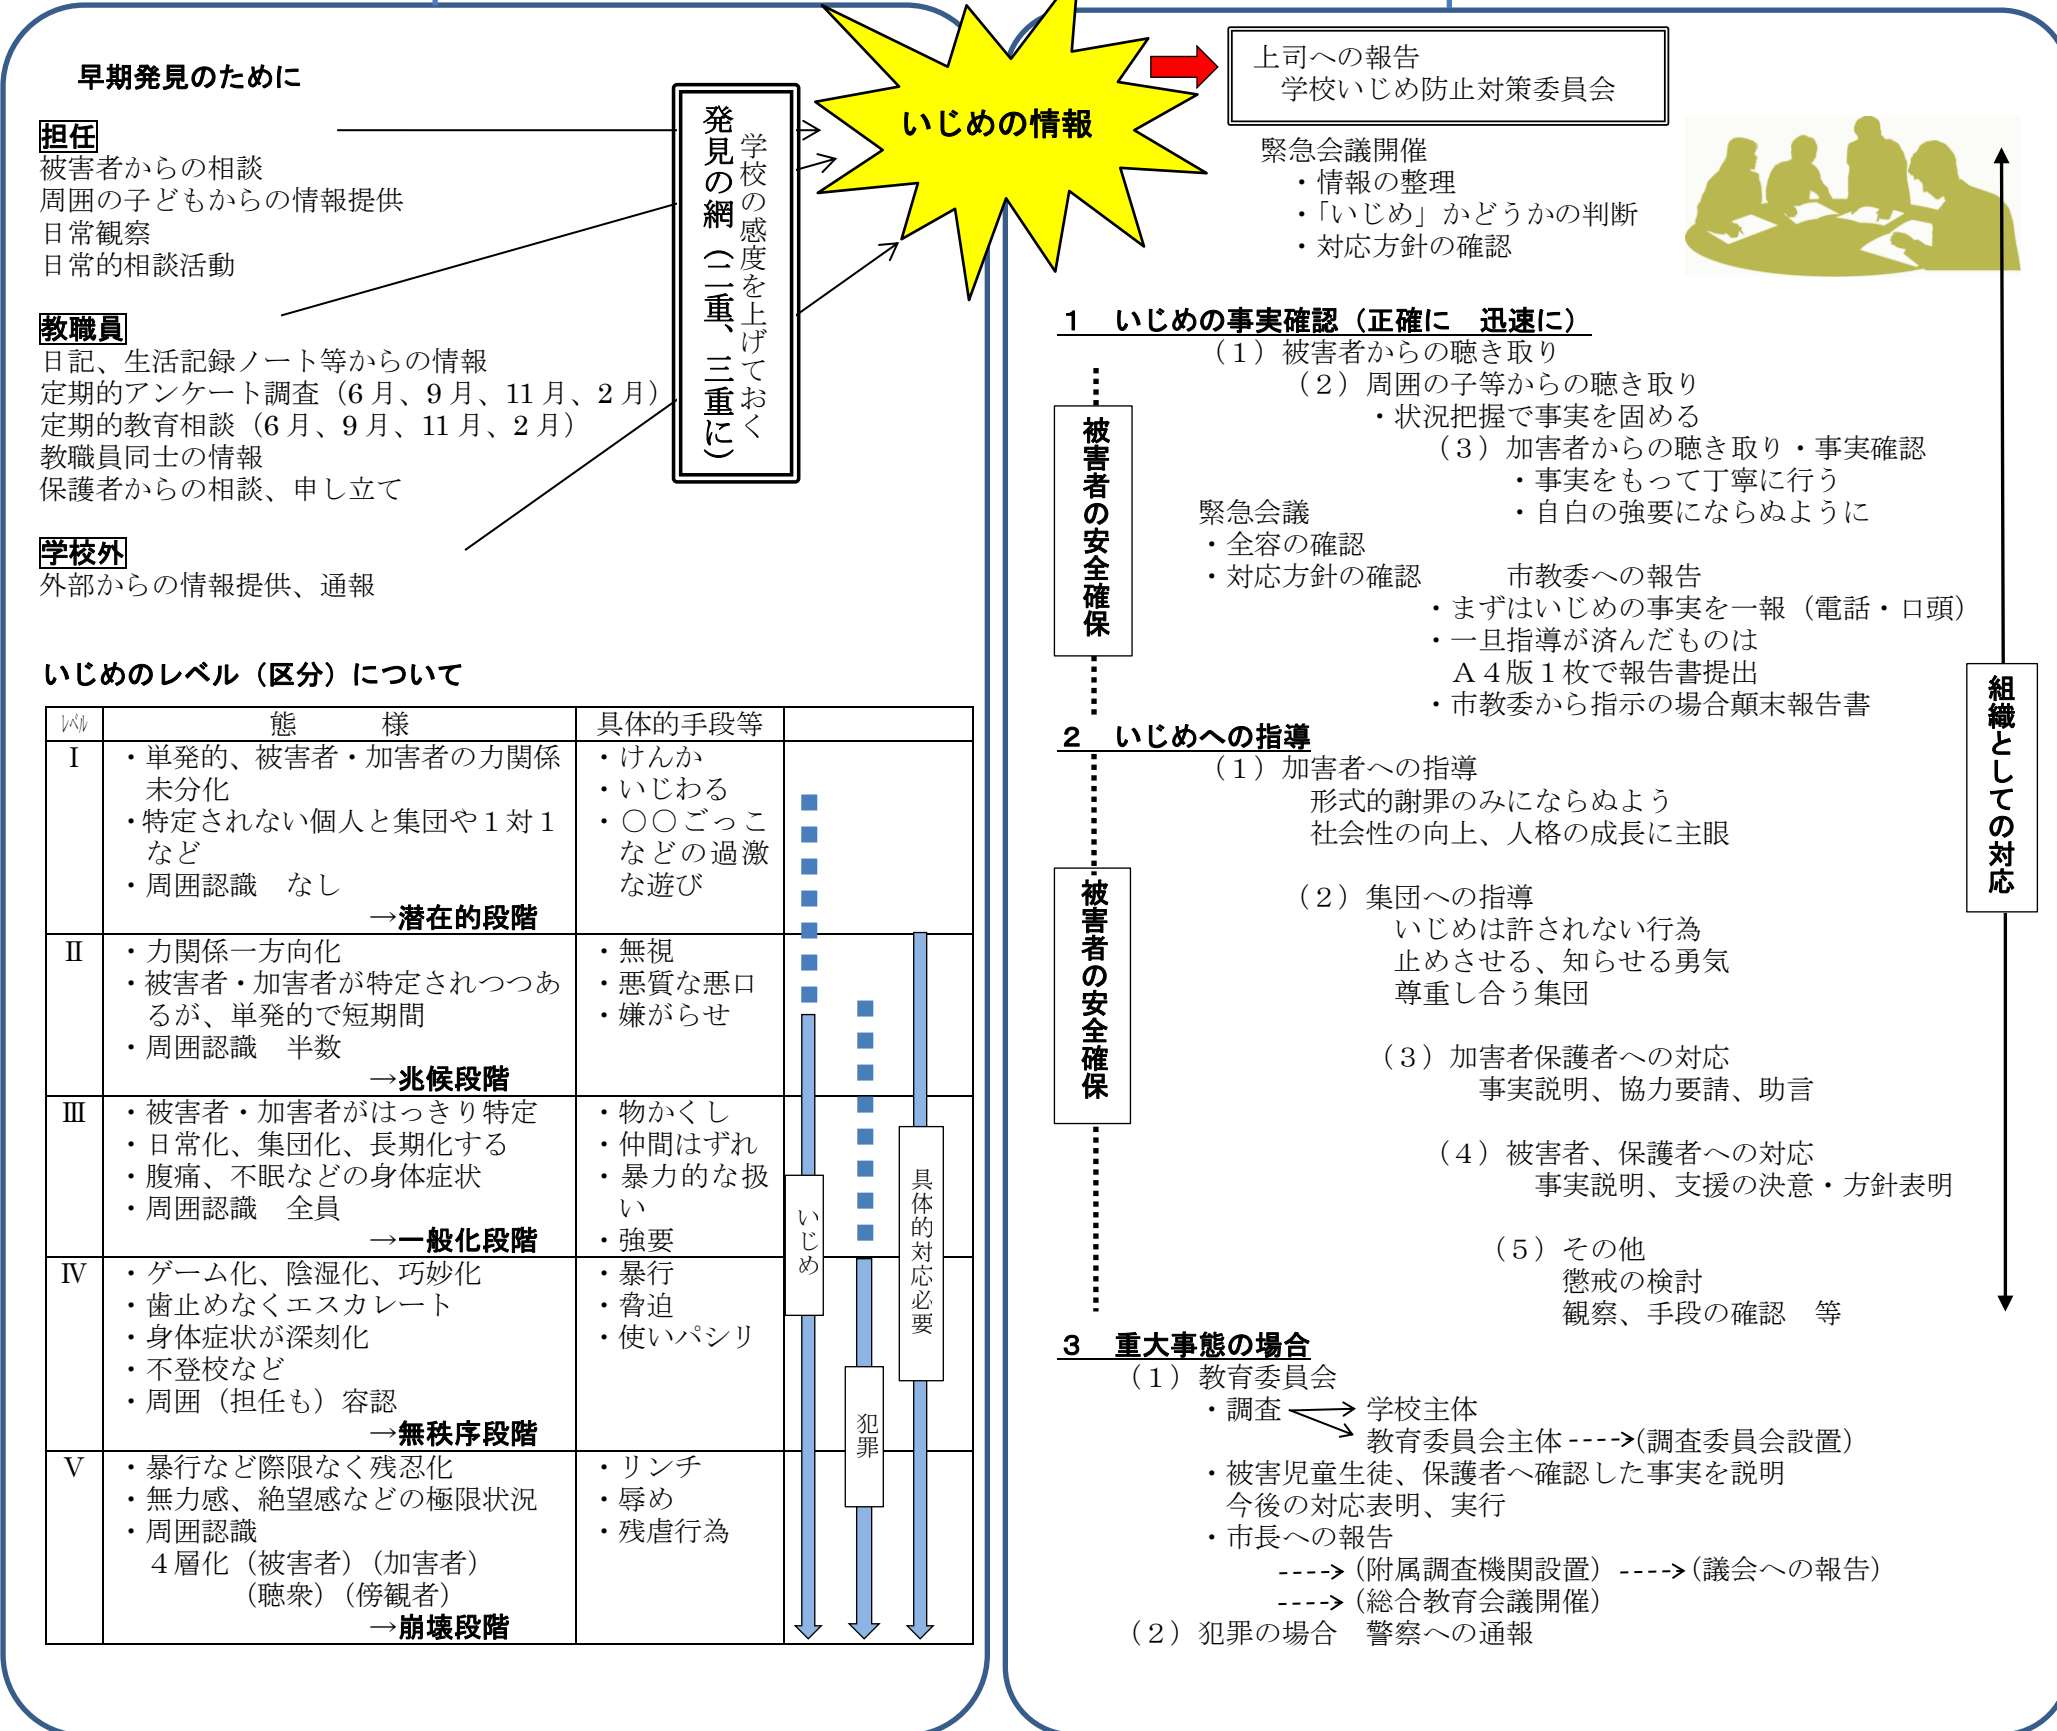 早期発見のために
担任
被害者からの相談
周囲の子どもからの情報提供
日常観察
日常的相談活動
教職員
日記、生活記録ノート等からの情報
定期的アンケート調査（6月、9月、11月、2月）
定期的教育相談（6月、9月、11月、2月）
教職員同士の情報
保護者からの相談、申し立て
学校外
外部からの情報提供、通報
学校の感度を上げておく
発見の網（二重、三重に）
いじめの情報
いじめのレベル（区分）について
ﾚﾍﾞﾙ 態　　様 具体的手段等
Ⅰ
・単発的、被害者・加害者の力関係
未分化
・特定されない個人と集団や１対１
など
・周囲認識　なし
→潜在的段階
・けんか
・いじわる
・〇〇ごっこ
などの過激
な遊び
Ⅱ
・力関係一方向化
・被害者・加害者が特定されつつあ
るが、単発的で短期間
・周囲認識　半数
→兆候段階
・無視
・悪質な悪口
・嫌がらせ
Ⅲ
・被害者・加害者がはっきり特定
・日常化、集団化、長期化する
・腹痛、不眠などの身体症状
・周囲認識　全員
→一般化段階
・物かくし
・仲間はずれ
・暴力的な扱
い
・強要
Ⅳ
・ゲーム化、陰湿化、巧妙化
・歯止めなくエスカレート
・身体症状が深刻化
・不登校など
・周囲（担任も）容認
→無秩序段階
・暴行
・脅迫
・使いパシリ
Ⅴ
・暴行など際限なく残忍化
・無力感、絶望感などの極限状況
・周囲認識
４層化（被害者）（加害者）
（聴衆）（傍観者）
→崩壊段階
・リンチ
・辱め
・残虐行為
いじめ
犯罪
具体的対応必要
上司への報告
学校いじめ防止対策委員会
緊急会議開催
・情報の整理
・「いじめ」かどうかの判断
・対応方針の確認
１　いじめの事実確認（正確に　迅速に）
（１）被害者からの聴き取り
（２）周囲の子等からの聴き取り
・状況把握で事実を固める
（３）加害者からの聴き取り・事実確認
・事実をもって丁寧に行う
・自白の強要にならぬように
緊急会議
・全容の確認
・対応方針の確認
市教委への報告
・まずはいじめの事実を一報（電話・口頭）
・一旦指導が済んだものは
Ａ４版１枚で報告書提出
・市教委から指示の場合顛末報告書
被害者の安全確保
２　いじめへの指導
（１）加害者への指導
形式的謝罪のみにならぬよう
社会性の向上、人格の成長に主眼
（２）集団への指導
いじめは許されない行為
止めさせる、知らせる勇気
尊重し合う集団
（３）加害者保護者への対応
事実説明、協力要請、助言
（４）被害者、保護者への対応
事実説明、支援の決意・方針表明
（５）その他
懲戒の検討
観察、手段の確認　等
被害者の安全確保
組織としての対応
３　重大事態の場合
（１）教育委員会
・調査　学校主体
教育委員会主体（調査委員会設置）
・被害児童生徒、保護者へ確認した事実を説明
今後の対応表明、実行
・市長への報告
（附属調査機関設置）（議会への報告）
（総合教育会議開催）
（２）犯罪の場合　警察への通報